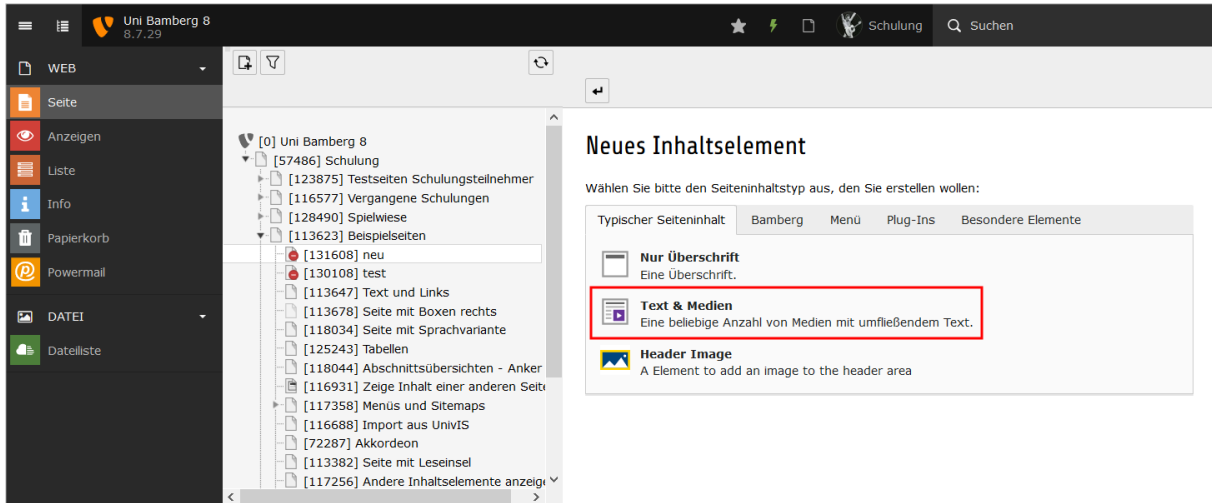 Uni Bamberg 8
8.7.29
Schulung
Suchen
WEB
Seite
Anzeigen
Liste
Info
Papierkorb
Powermail
DATEI
Dateiliste
[0] Uni Bamberg 8
[57486] Schulung
[123875] Testseiten Schulungsteilnehmer
[116577] Vergangene Schulungen
[128490] Spielwiese
[113623] Beispielseiten
[131608] neu
[130108] test
[113647] Text und Links
[113678] Seite mit Boxen rechts
[118034] Seite mit Sprachvariante
[125243] Tabellen
[118044] Abschnittsübersichten - Anker
[116931] Zeige Inhalt einer anderen Seite
[117358] Menüs und Sitemaps
[116688] Import aus UnivIS
[72287] Akkordeon
[113382] Seite mit Leseinsel
[117256] Andere Inhaltselemente anzeige
Neues Inhaltselement
Wählen Sie bitte den Seiteninhaltstyp aus, den Sie erstellen wollen:
Typischer Seiteninhalt Bamberg Menü Plug-Ins Besondere Elemente
Nur Überschrift
Eine Überschrift.
Text & Medien
Eine beliebige Anzahl von Medien mit umfließendem Text.
Header Image
A Element to add an image to the header area